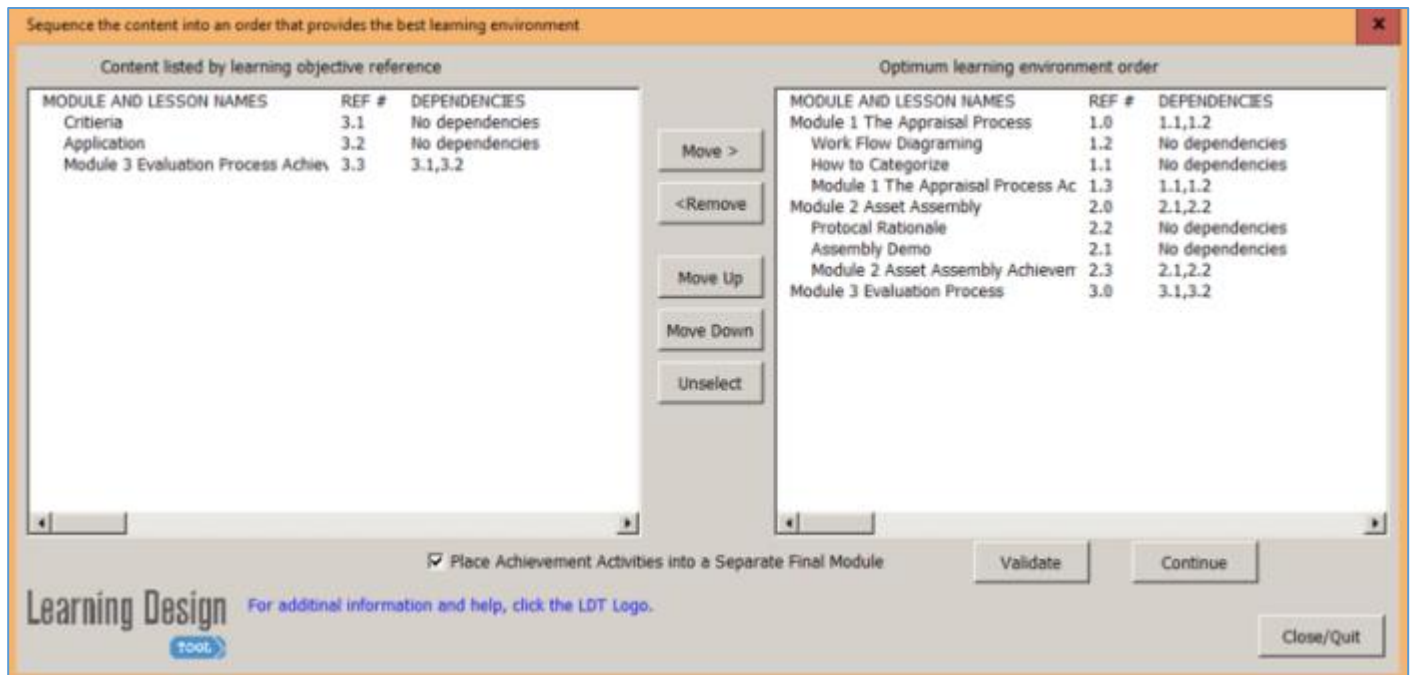 Sequence the content into an order that provides the best learning environment
x
Content listed by learning objective reference
MODULE AND LESSON NAMES REF # DEPENDENCIES
Critieria 3.1 No dependencies
Application 3.2 No dependencies
Module 3 Evaluation Process Achiev 3.3 3.1,3.2
Move >
<Remove
Move Up
Move Down
Unselect
Optimum learning environment order
MODULE AND LESSON NAMES REF # DEPENDENCIES
Module 1 The Appraisal Process 1.0 1.1,1.2
Work Flow Diagraming 1.2 No dependencies
How to Categorize 1.1 No dependencies
Module 1 The Appraisal Process Ac 1.3 1.1,1.2
Module 2 Asset Assembly 2.0 2.1,2.2
Protocal Rationale 2.2 No dependencies
Assembly Demo 2.1 No dependencies
Module 2 Asset Assembly Achievem 2.3 2.1,2.2
Module 3 Evaluation Process 3.0 3.1,3.2
Place Achievement Activities into a Separate Final Module
Validate
Continue
Learning Design
TOOL
For additinal information and help, click the LDT Logo.
Close/Quit